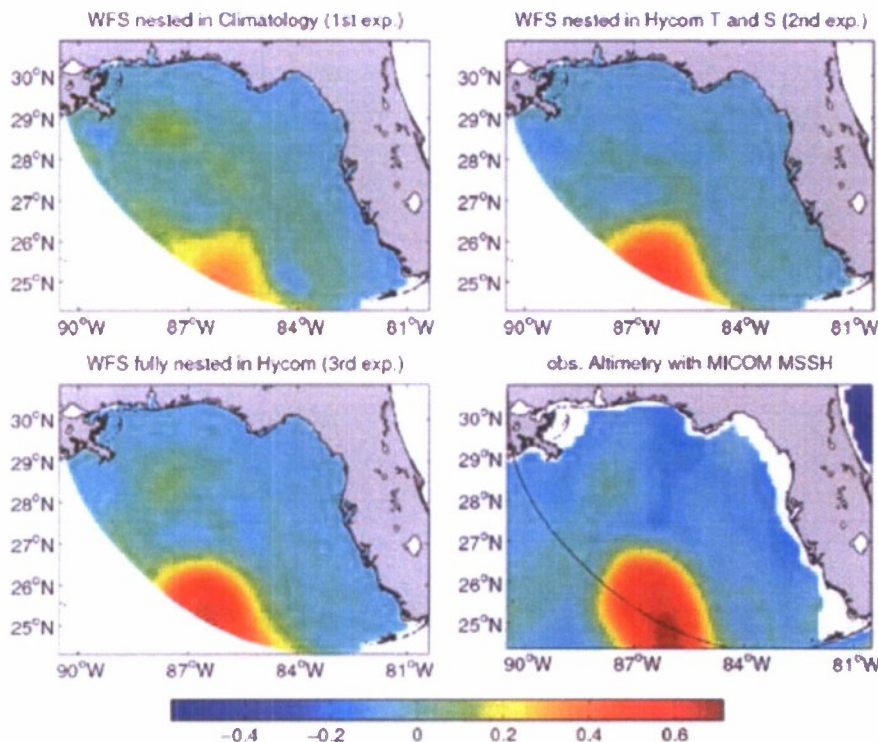 WFS nested in Climatology (1st exp.)
WFS nested in Hycom T and S (2nd exp.)
30°N
29°N
28°N
27°N
26°N
25°N
90°W
87°W
84°W
81°W
30°N
29°N
28°N
27°N
26°N
25°N
90°W
87°W
84°W
81°W
WFS fully nested in Hycom (3rd exp.)
obs. Altimetry with MICOM MSSH
30°N
29°N
28°N
27°N
26°N
25°N
90°W
87°W
84°W
81°W
30°N
29°N
28°N
27°N
26°N
25°N
90°W
87°W
84°W
81°W
−0.4 −0.2 0 0.2 0.4 0.6